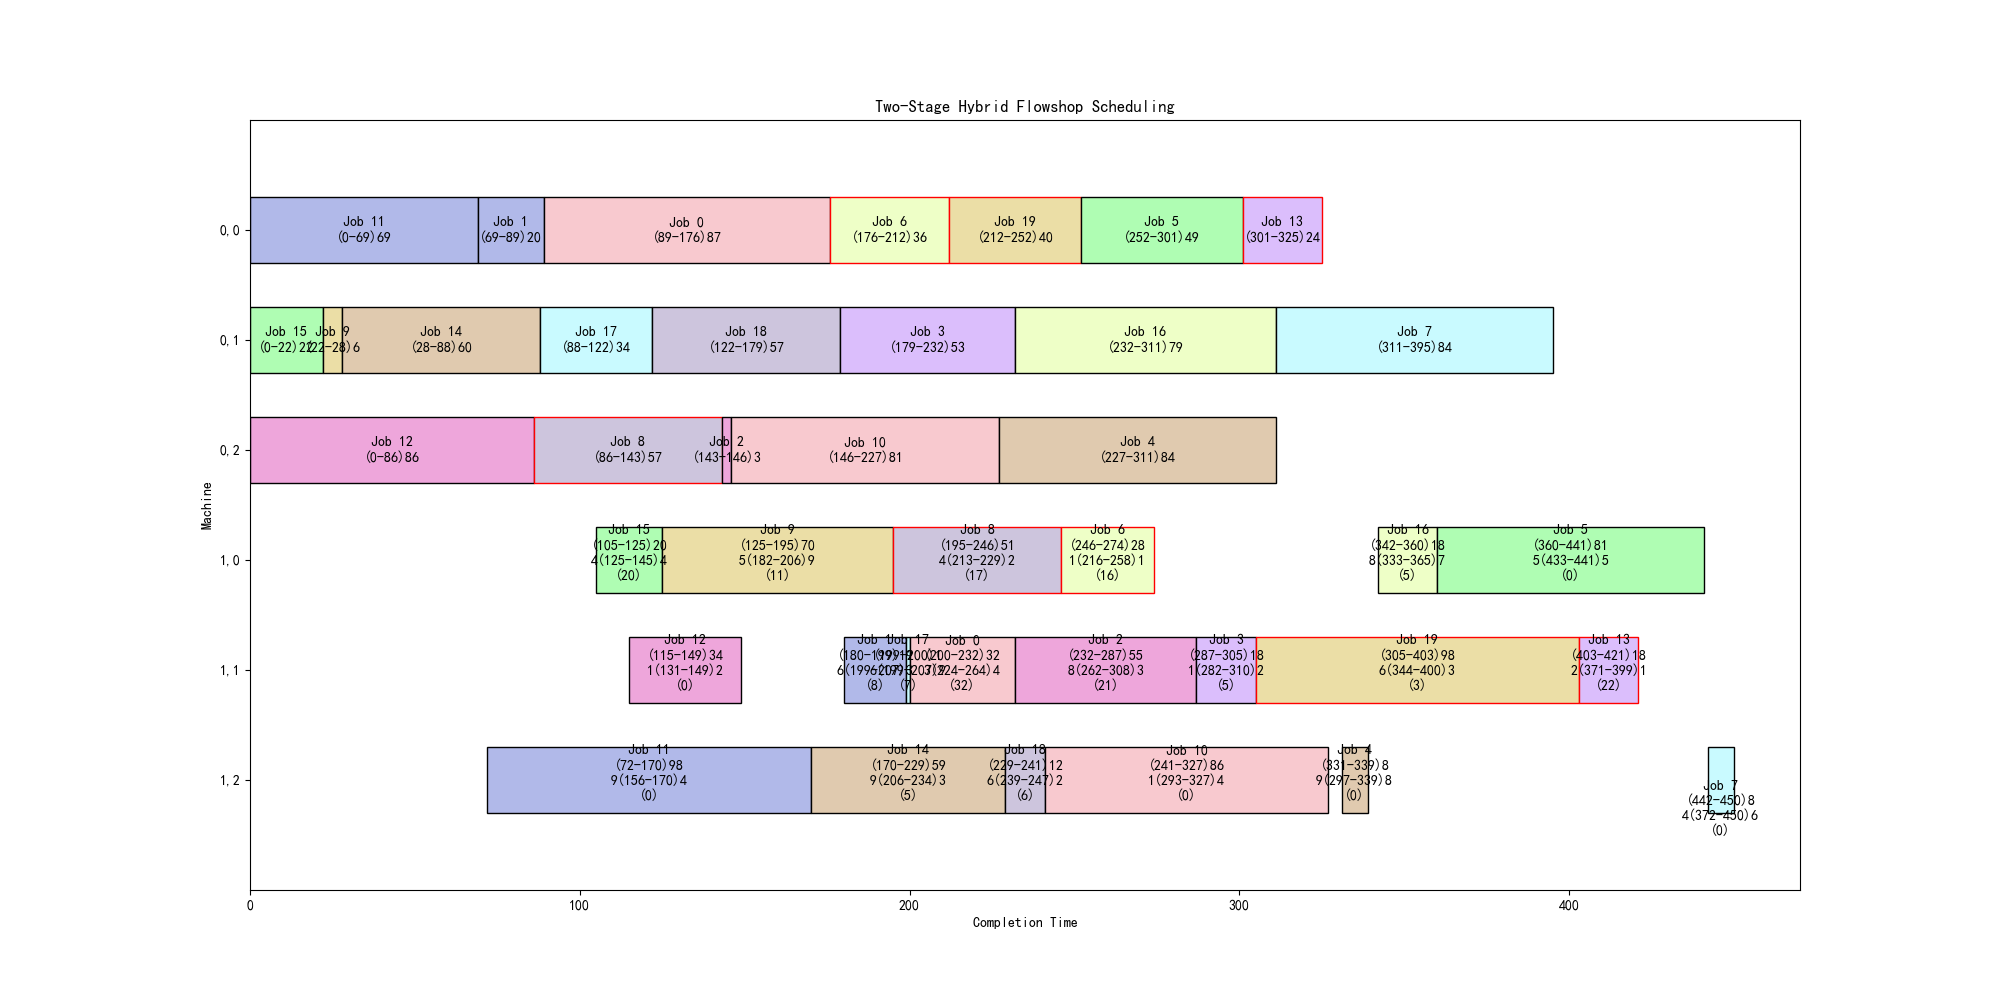 Two-Stage Hybrid Flowshop Scheduling
0,0
Job 11
(0-69)69
Job 1
(69-89)20
Job 0
(89-176)87
Job 6
(176-212)36
Job 19
(212-252)40
Job 5
(252-301)49
Job 13
(301-325)24
0,1
Job 15
(0-22)22
Job 9
(22-28)6
Job 14
(28-88)60
Job 17
(88-122)34
Job 18
(122-179)57
Job 3
(179-232)53
Job 16
(232-311)79
Job 7
(311-395)84
0,2
Job 12
(0-86)86
Job 8
(86-143)57
Job 2
(143-146)3
Job 10
(146-227)81
Job 4
(227-311)84
Machine
1,0
Job 15
(105-125)20
4(125-145)4
(20)
Job 9
(125-195)70
5(182-206)9
(11)
Job 8
(195-246)51
4(213-229)2
(17)
Job 6
(246-274)28
1(216-258)1
(16)
Job 16
(342-360)18
8(333-365)7
(5)
Job 5
(360-441)81
5(433-441)5
(0)
1,1
Job 12
(115-149)34
1(131-149)2
(0)
Job 1
(8)
Job 17
(7)
Job 0
(200-232)32
(32)
Job 2
(232-287)55
8(262-308)3
(21)
Job 3
(287-305)18
1(282-310)2
(5)
Job 19
(305-403)98
6(344-400)3
(3)
Job 13
(403-421)18
2(371-399)1
(22)
1,2
Job 11
(72-170)98
9(156-170)4
(0)
Job 14
(170-229)59
9(206-234)3
(5)
Job 18
(229-241)12
6(239-247)2
(6)
Job 10
(241-327)86
1(293-327)4
(0)
Job 4
(331-339)8
9(297-339)8
(0)
Job 7
(442-450)8
4(372-450)6
(0)
0
100
200
300
400
Completion Time